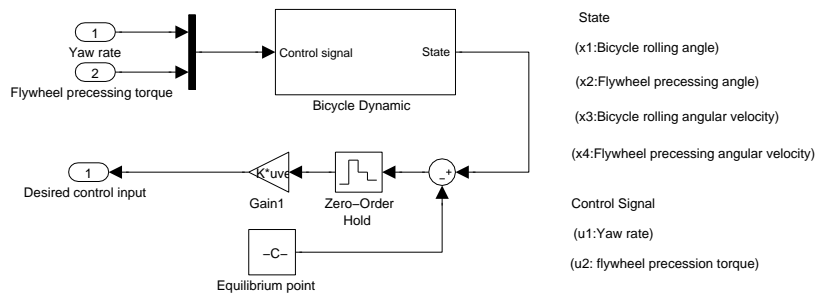 1
Yaw rate
2
Flywheel precessing torque
Control signal
State
Bicycle Dynamic
1
Desired control input
K*uve
Gain1
Zero−Order
Hold
−
+
−C−
Equilibrium point
State
(x1:Bicycle rolling angle)
(x2:Flywheel precessing angle)
(x3:Bicycle rolling angular velocity)
(x4:Flywheel precessing angular velocity)
Control Signal
(u1:Yaw rate)
(u2: flywheel precession torque)